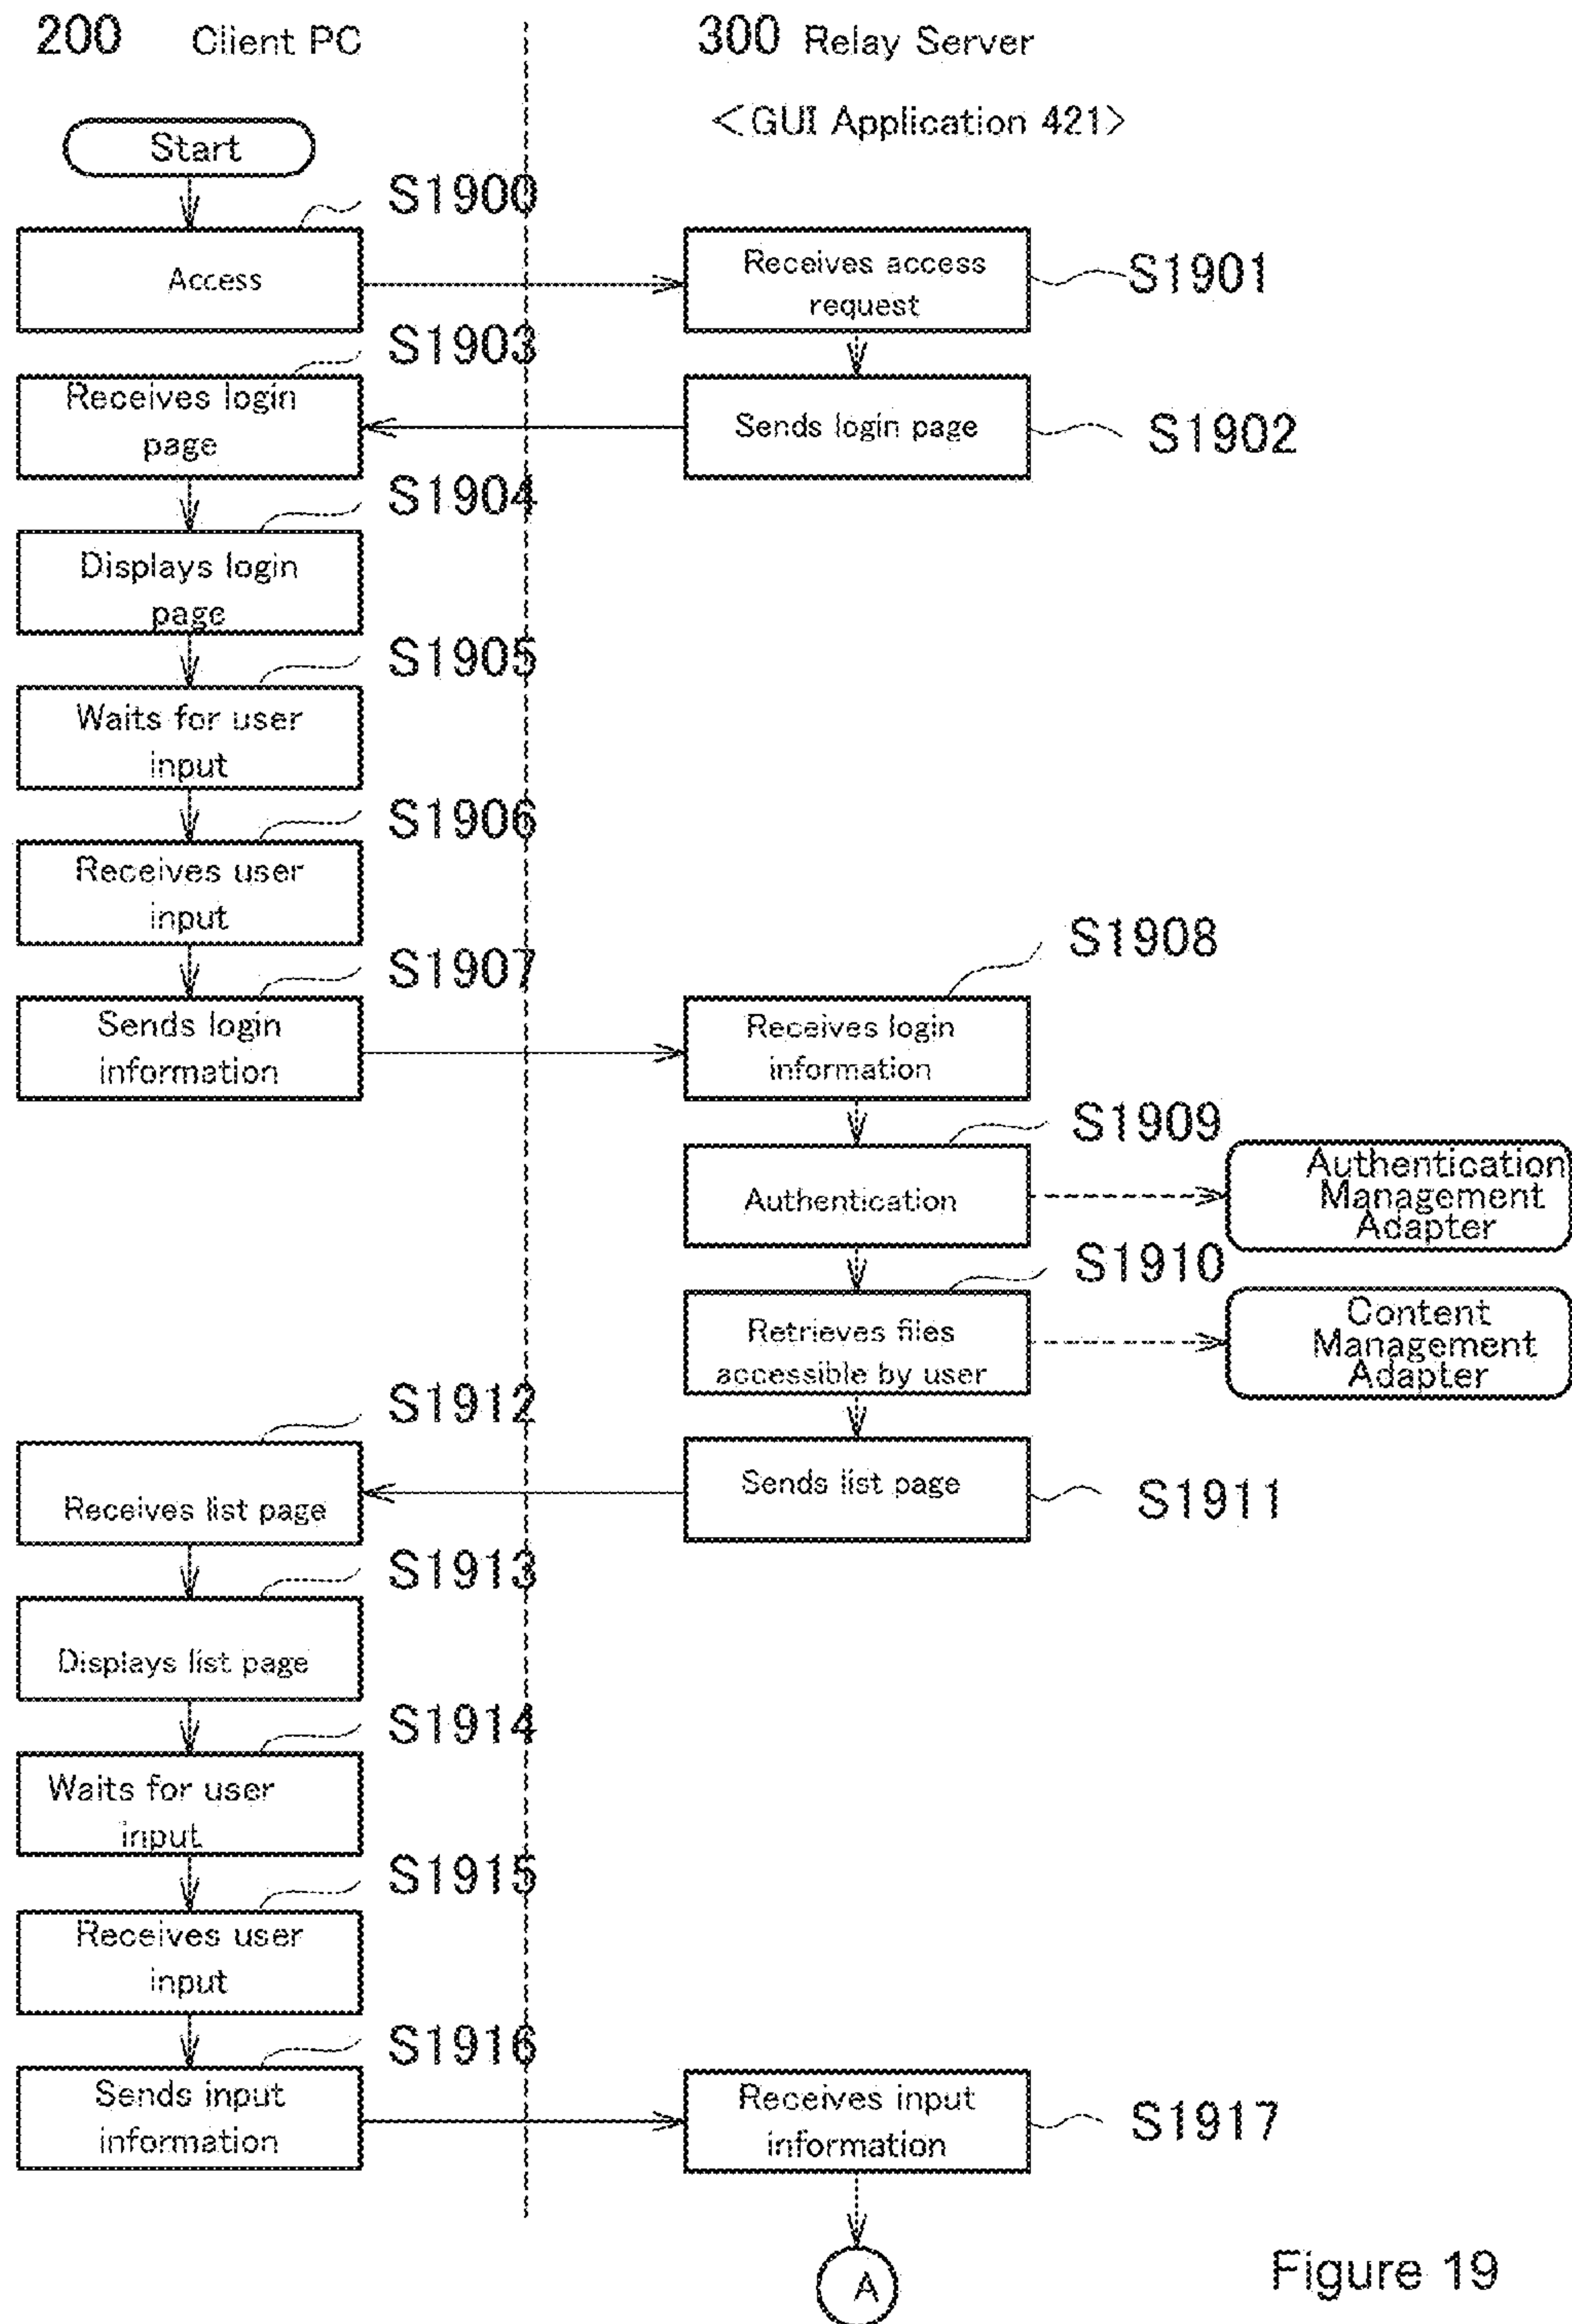 200 Client PC
300 Relay Server
<GUI Application 421>
Start
S1900
Access
Receives access
request
S1901
S1903
Receives login
page
Sends login page
S1902
S1904
Displays login
page
S1905
Waits for user
input
S1906
Receives user
input
S1907
Sends login
information
S1908
Receives login
information
S1909
Authentication
Authentication
Management
Adapter
S1910
Retrieves files
accessible by user
Content
Management
Adapter
S1912
Receives list page
Sends list page
S1911
S1913
Displays list page
S1914
Waits for user
input
S1915
Receives user
input
S1916
Sends input
information
Receives input
information
S1917
A
Figure 19